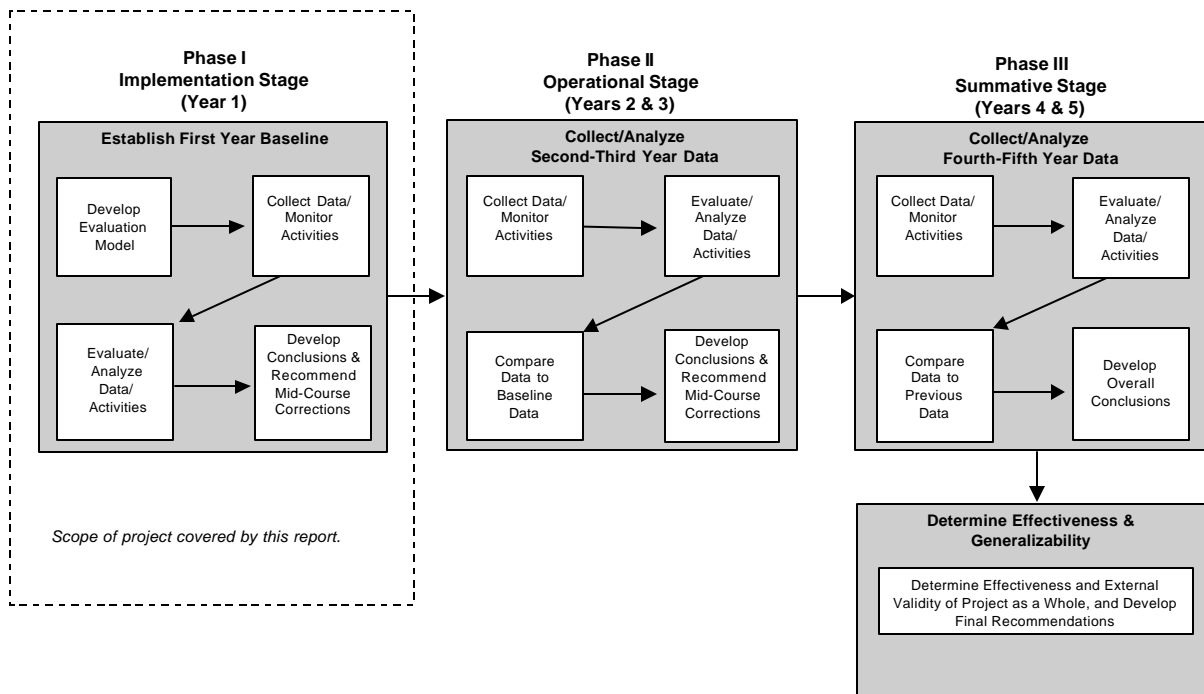 Phase I
Implementation Stage
(Year 1)
Establish First Year Baseline
Develop
Evaluation
Model
Collect Data/
Monitor
Activities
Evaluate/
Analyze
Data/
Activities
Develop
Conclusions &
Recommend
Mid-Course
Corrections
Scope of project covered by this report.
Phase II
Operational Stage
(Years 2 & 3)
Collect/Analyze
Second-Third Year Data
Collect Data/
Monitor
Activities
Evaluate/
Analyze
Data/
Activities
Compare
Data to
Baseline
Data
Develop
Conclusions &
Recommend
Mid-Course
Corrections
Phase III
Summative Stage
(Years 4 & 5)
Collect/Analyze
Fourth-Fifth Year Data
Collect Data/
Monitor
Activities
Evaluate/
Analyze
Data/
Activities
Compare
Data to
Previous
Data
Develop
Overall
Conclusions
Determine Effectiveness &
Generalizability
Determine Effectiveness and External
Validity of Project as a Whole, and Develop
Final Recommendations